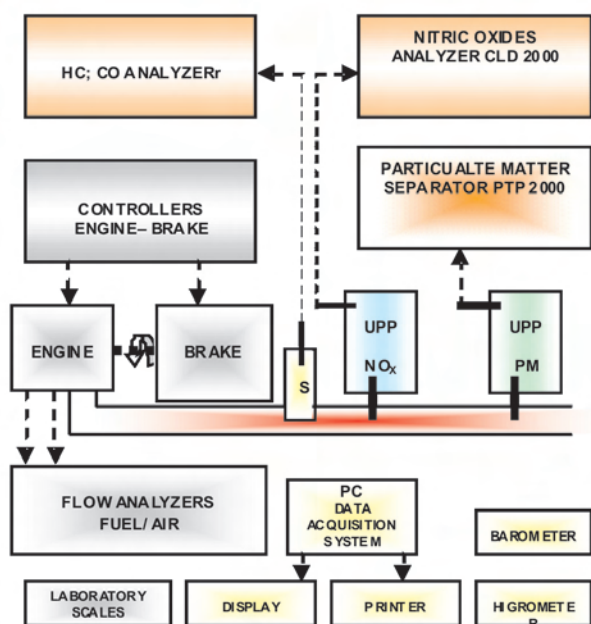 HC; CO ANALYZERr
NITRIC OXIDES
ANALYZER CLD 2000
PARTICUALTE MATTER
SEPARATOR PTP 2000
CONTROLLERS
ENGINE– BRAKE
ENGINE
BRAKE
S
UPP
NOX
UPP
PM
FLOW ANALYZERS
FUEL/ AIR
PC
DATA
ACQUISITION
SYSTEM
BAROMETER
LABORATORY
SCALES
DISPLAY
PRINTER
HIGROMETE
R